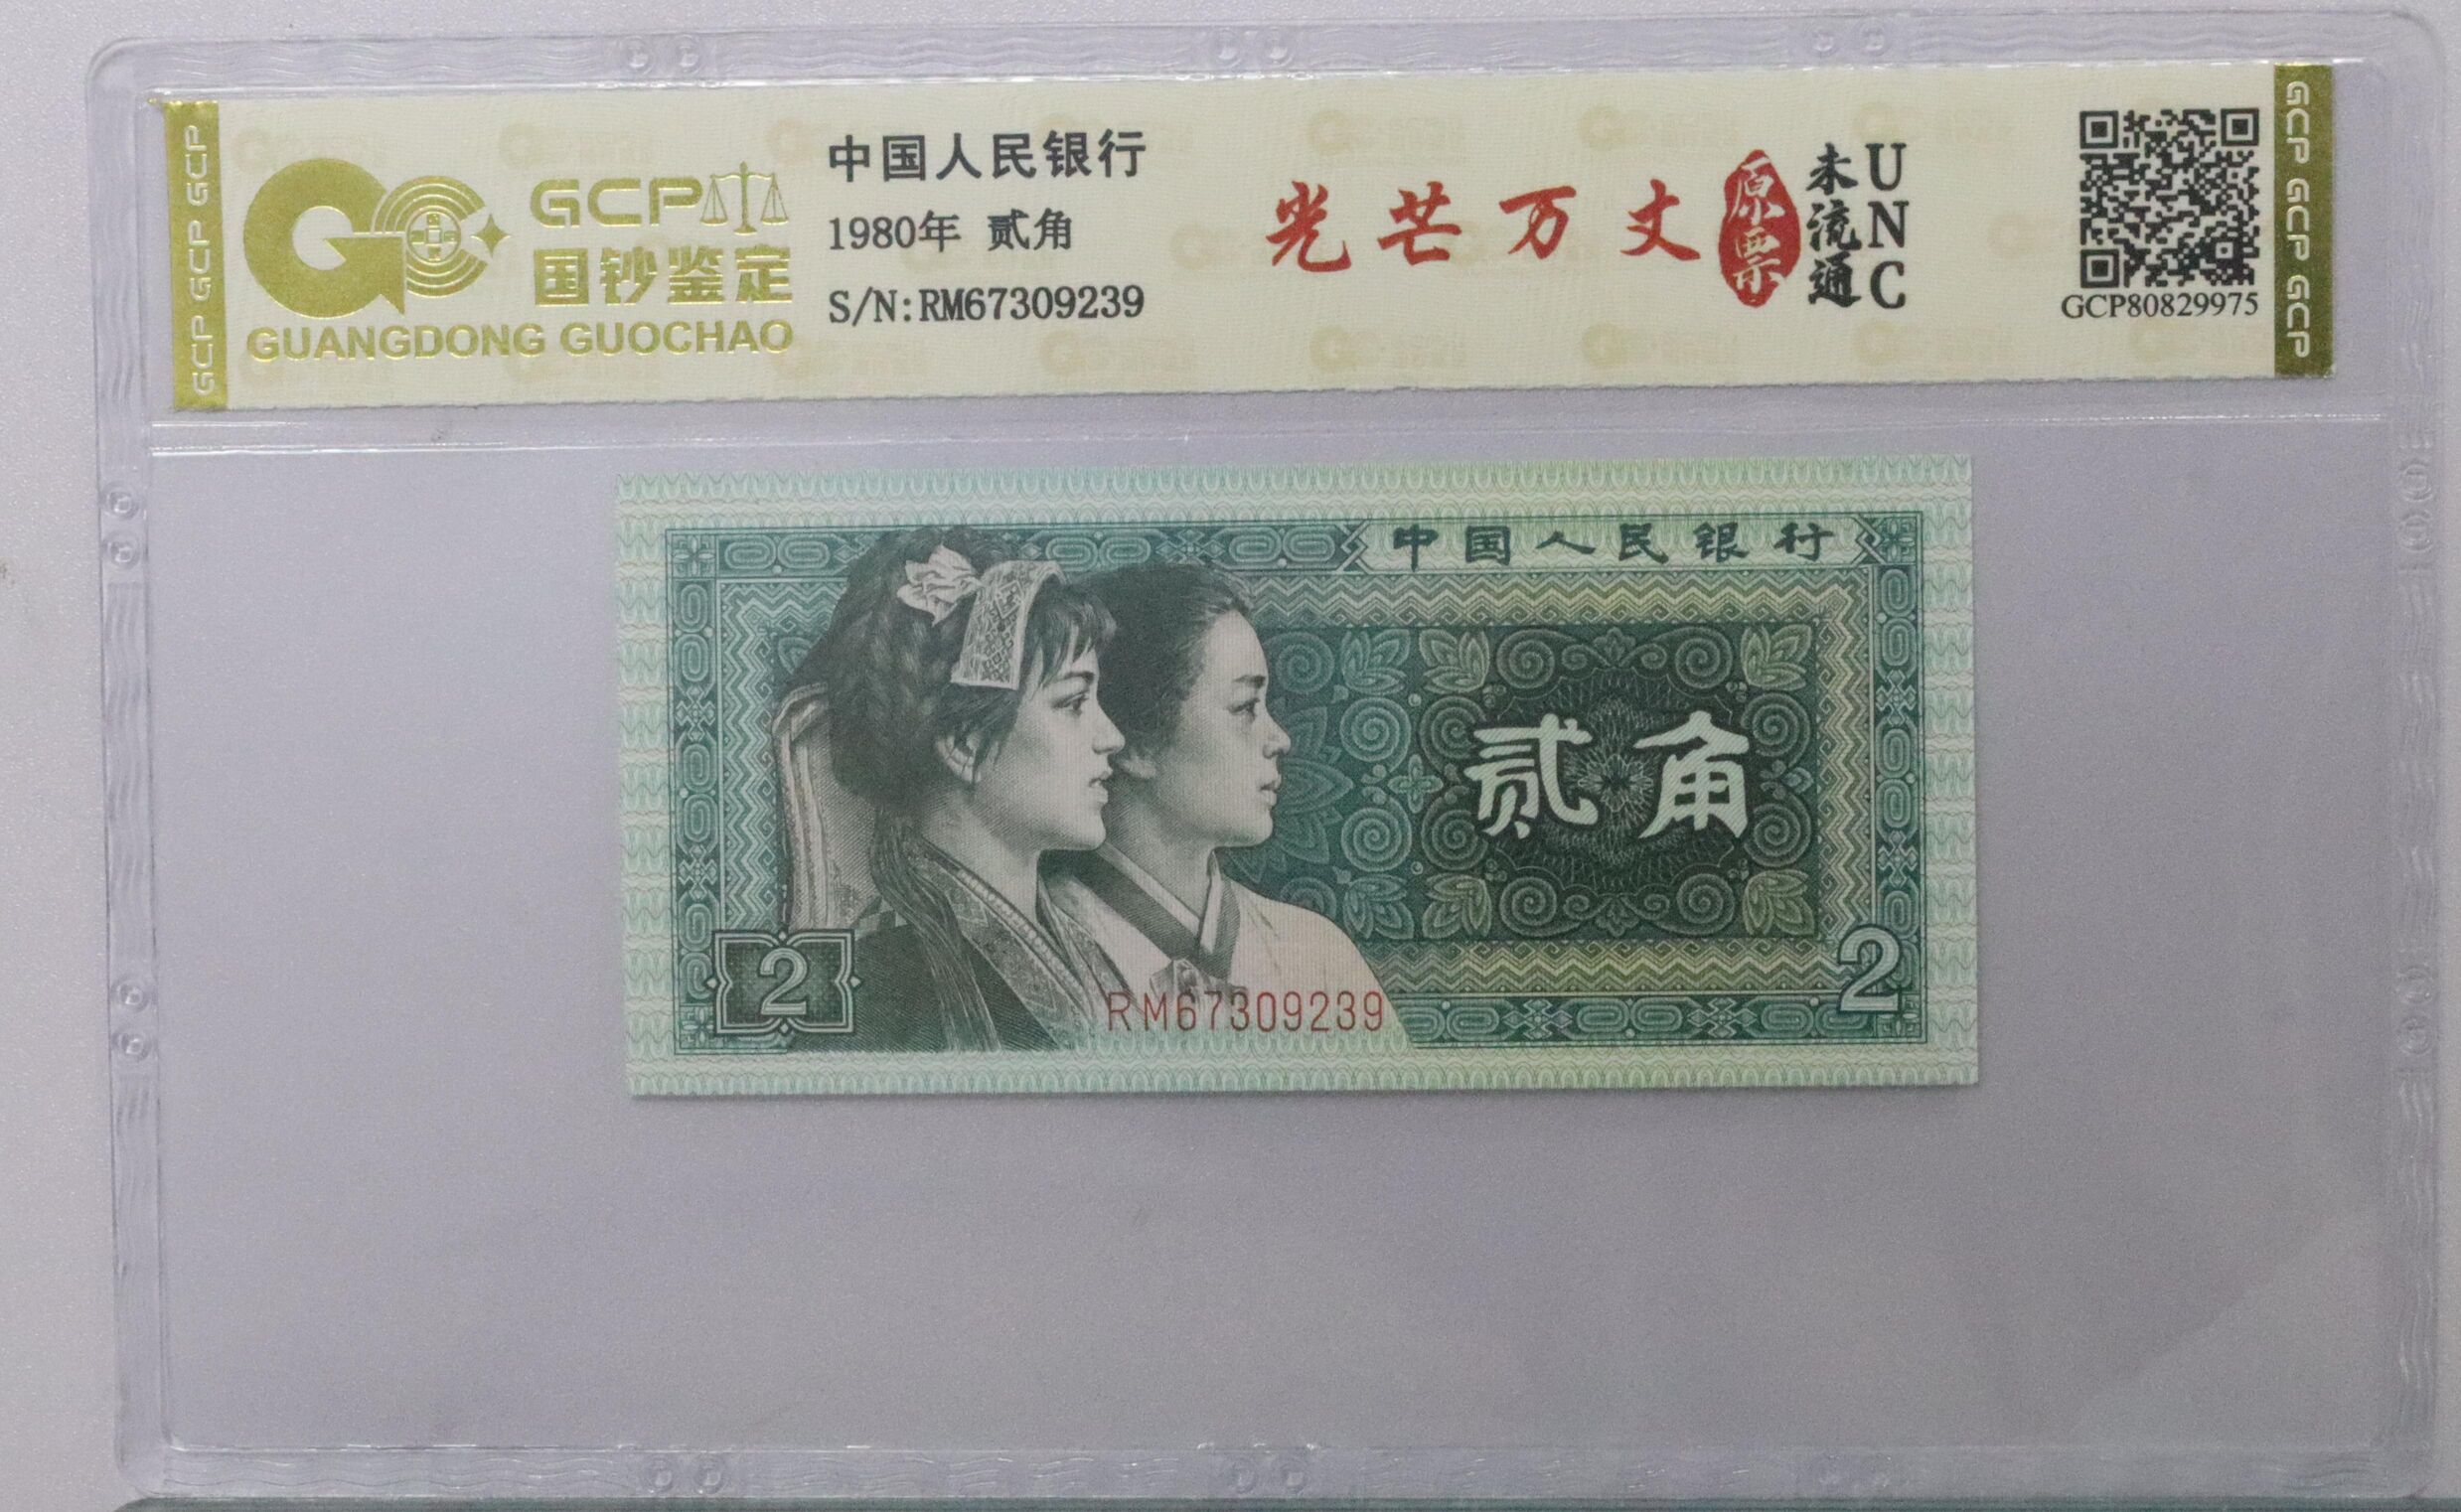 GCP GCP GCP
GCP
国钞鉴定
GUANGDONG GUOCHAO
中国人民银行
1980年 贰角
S/N:RM67309239
光芒万丈
原票
未流通
UNC
GCP80829975
GCP GCP GCP
中国人民银行
贰角
2
2
RM67309239